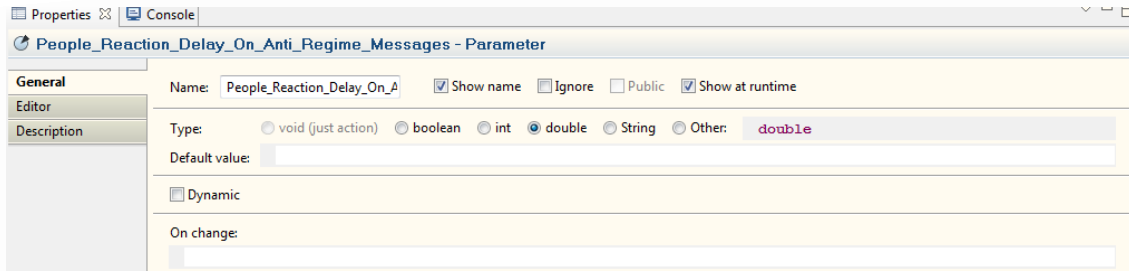 Properties Console
People_Reaction_Delay_On_Anti_Regime_Messages - Parameter
General
Editor
Description
Name: People_Reaction_Delay_On_A Show name Ignore Public Show at runtime
Type: void (just action) boolean int double String Other: double
Default value:
Dynamic
On change: